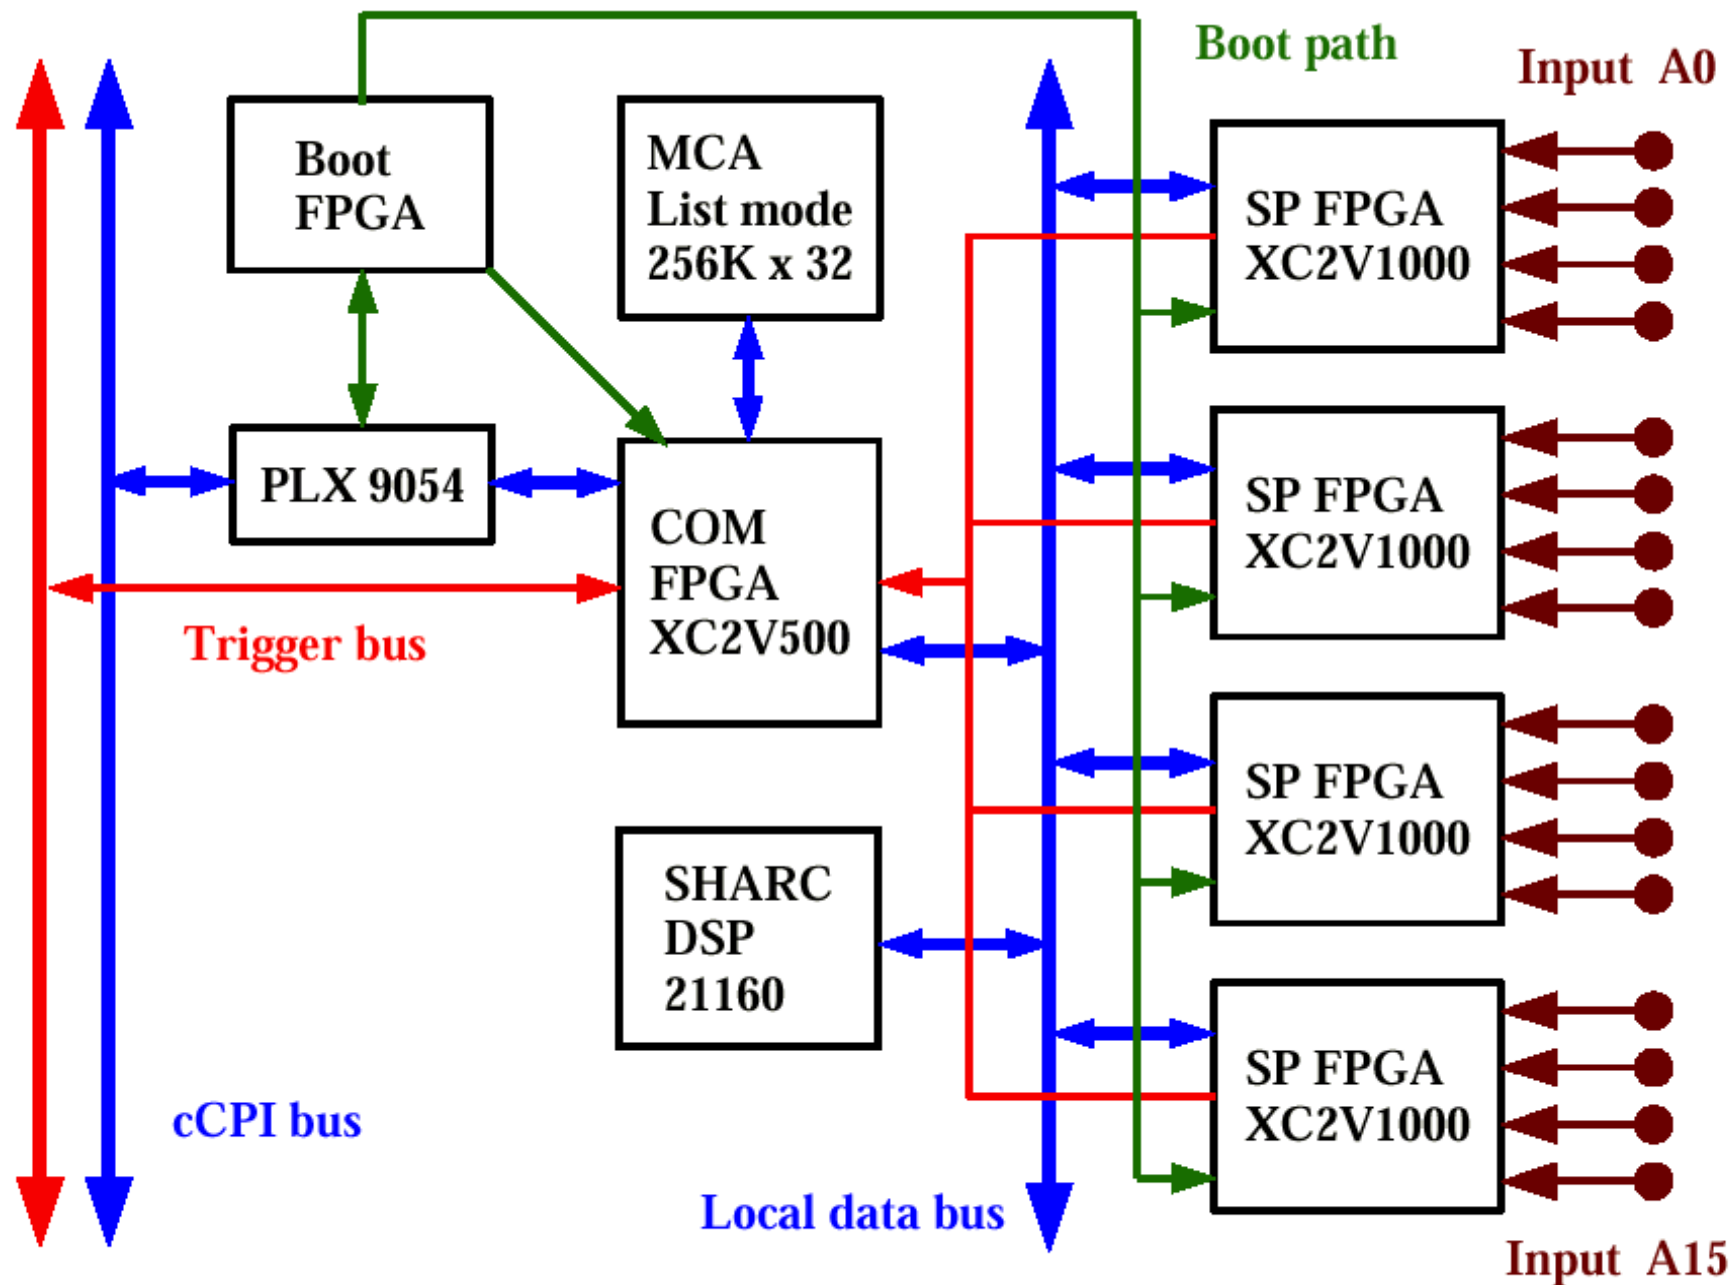 Boot path
Input A0
Boot
FPGA
MCA
List mode
256K x 32
SP FPGA
XC2V1000
PLX 9054
COM
FPGA
XC2V500
SP FPGA
XC2V1000
Trigger bus
SP FPGA
XC2V1000
SHARC
DSP
21160
SP FPGA
XC2V1000
cCPI bus
Local data bus
Input A15